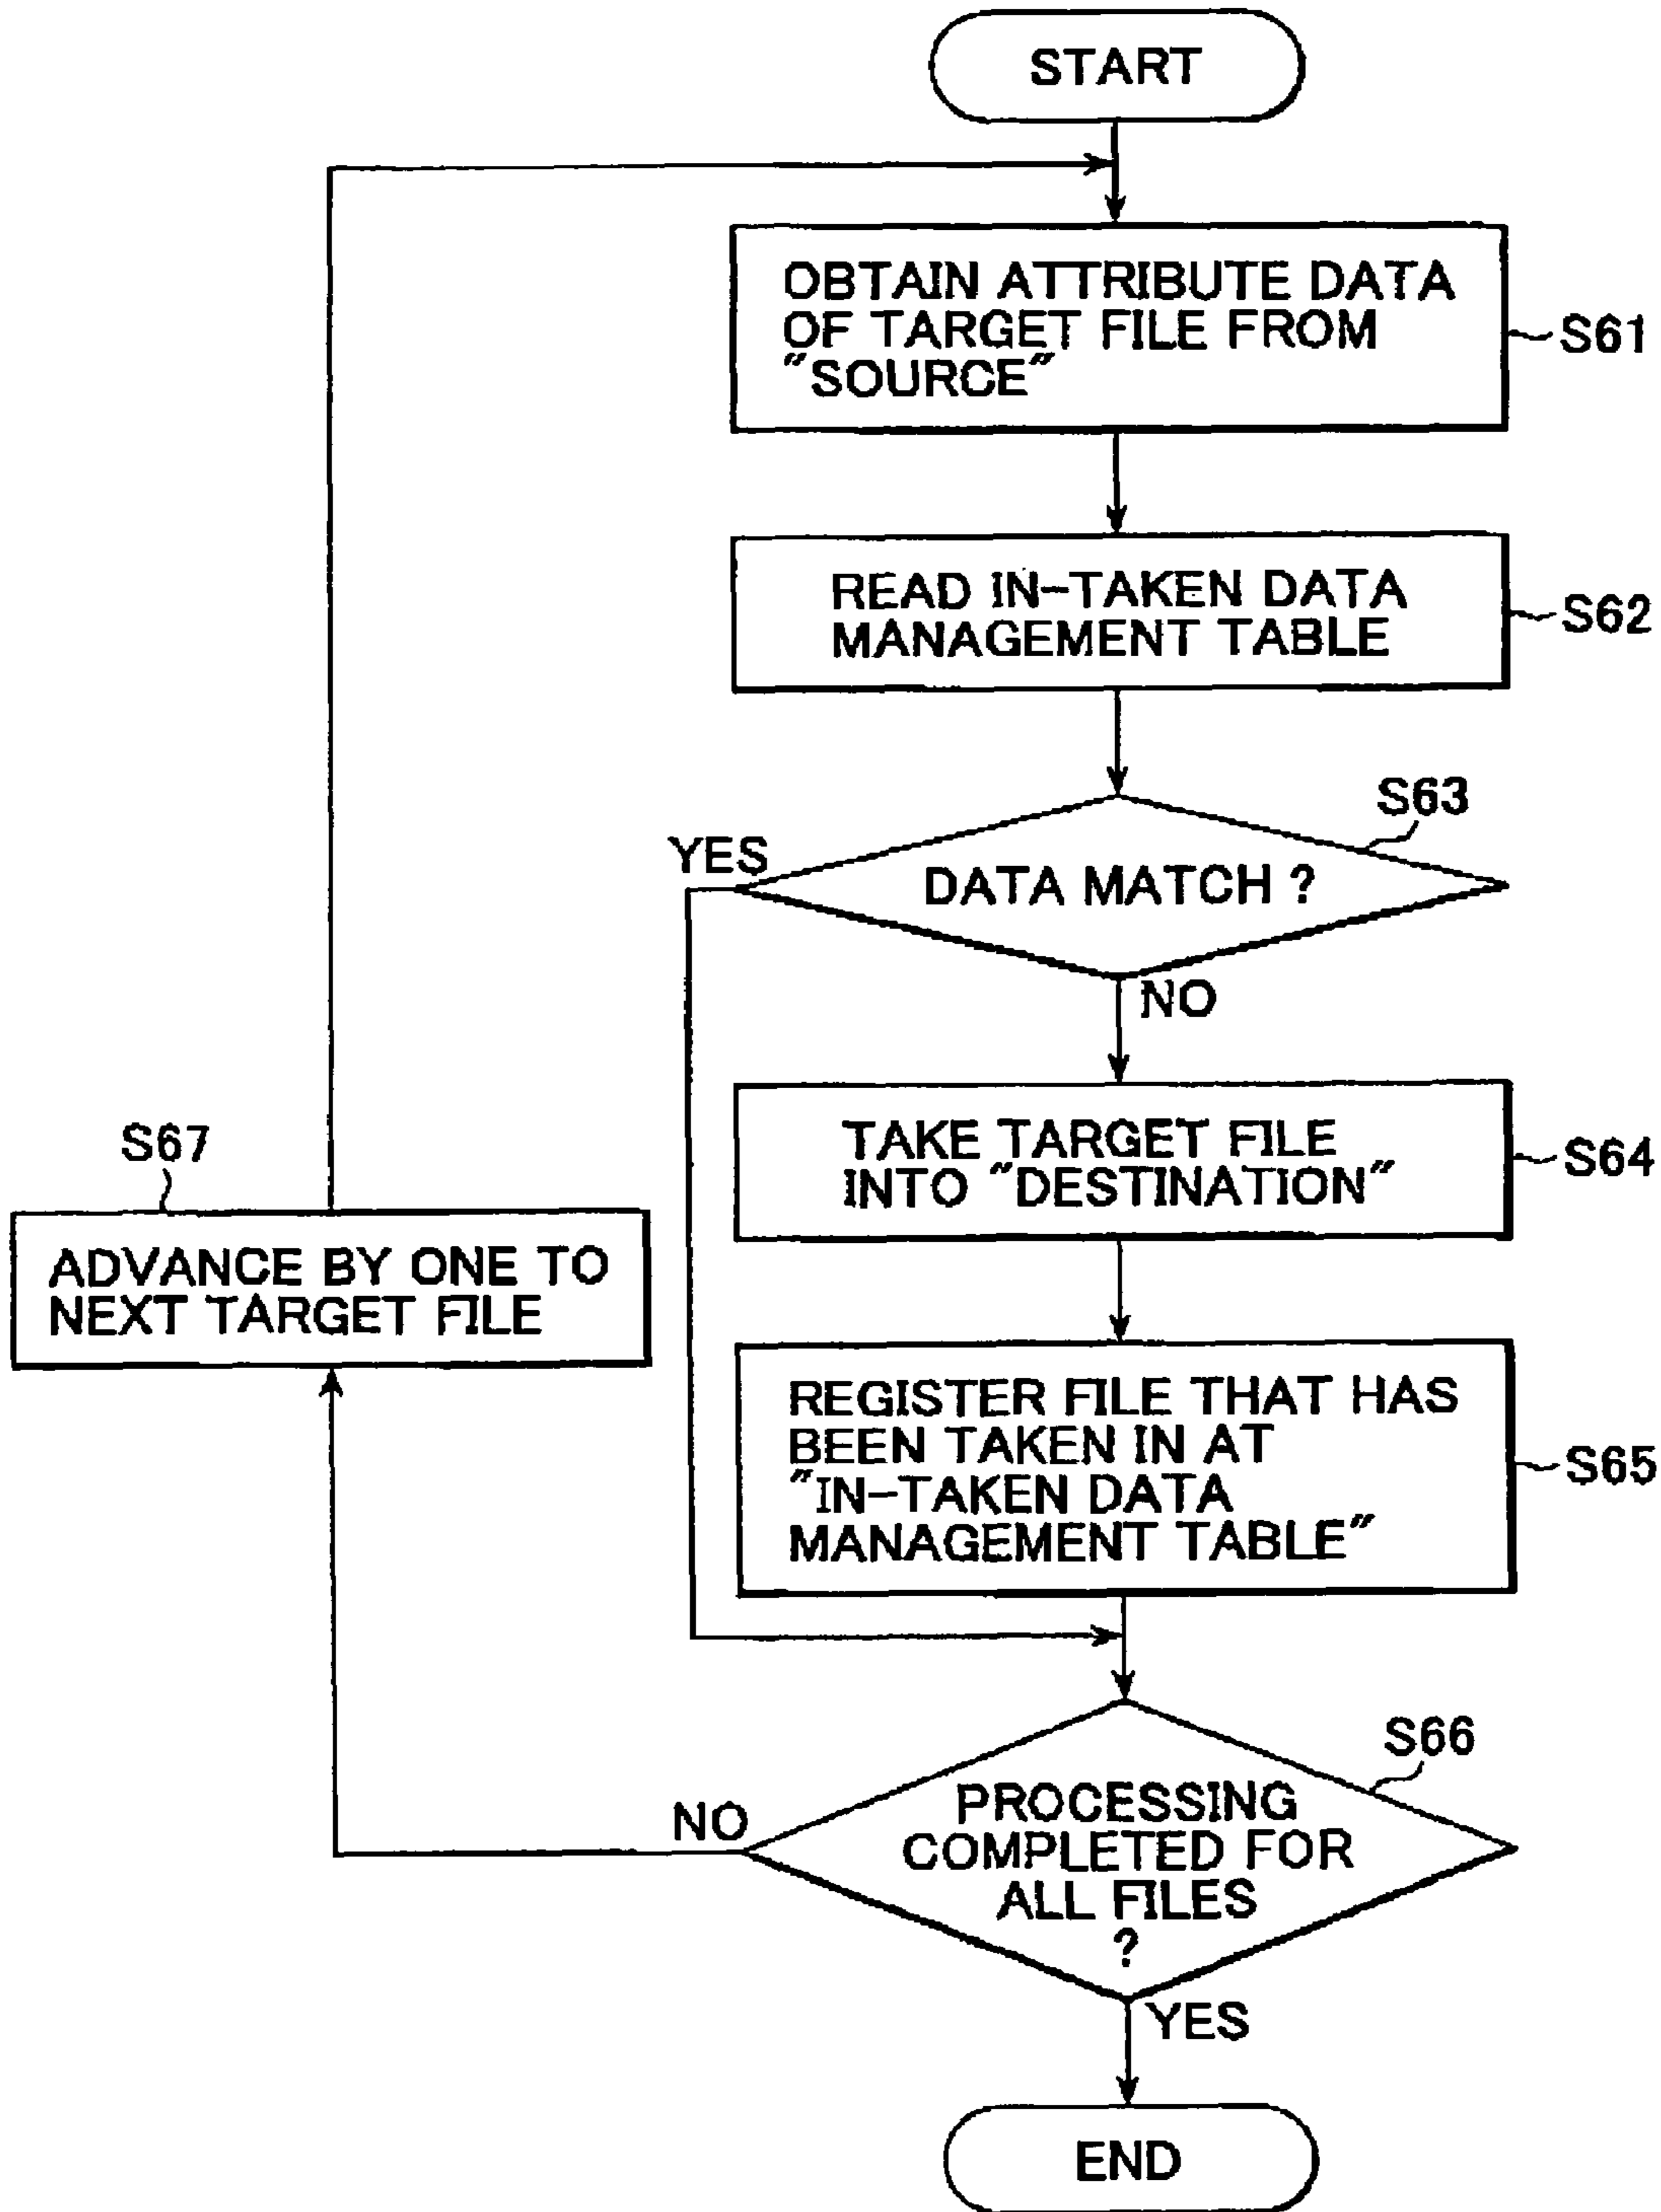 START
OBTAIN ATTRIBUTE DATA
OF TARGET FILE FROM
"SOURCE"
S61
READ IN-TAKEN DATA
MANAGEMENT TABLE
S62
S63
YES
DATA MATCH ?
NO
TAKE TARGET FILE
INTO "DESTINATION"
S64
S67
ADVANCE BY ONE TO
NEXT TARGET FILE
REGISTER FILE THAT HAS
BEEN TAKEN IN AT
"IN-TAKEN DATA
MANAGEMENT TABLE"
S65
S66
NO
PROCESSING
COMPLETED FOR
ALL FILES
?
YES
END